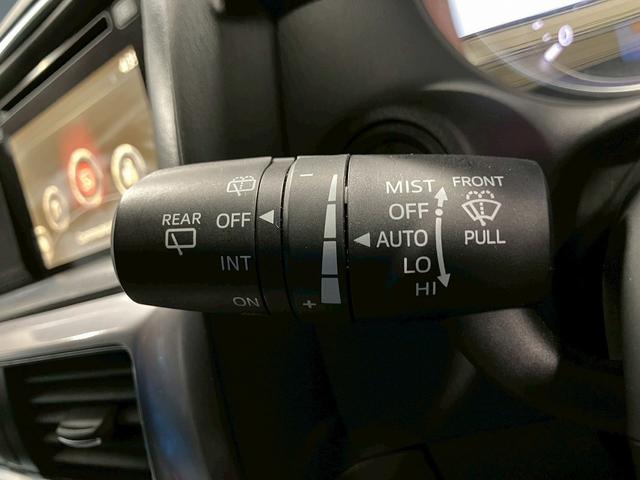 REAR
OFF
INT
ON
-
+
MIST
OFF
AUTO
LO
HI
FRONT
PULL